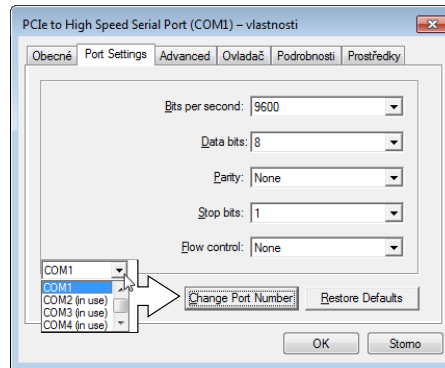 PCIe to High Speed Serial Port (COM1) – vlastnosti
Obecné Port Settings Advanced Ovladač Podrobnosti Prostředky
Bits per second: 9600
Data bits: 8
Parity: None
Stop bits: 1
Flow control: None
COM1
COM1
COM2 (in use)
COM3 (in use)
COM4 (in use)
Change Port Number Restore Defaults
OK Storno